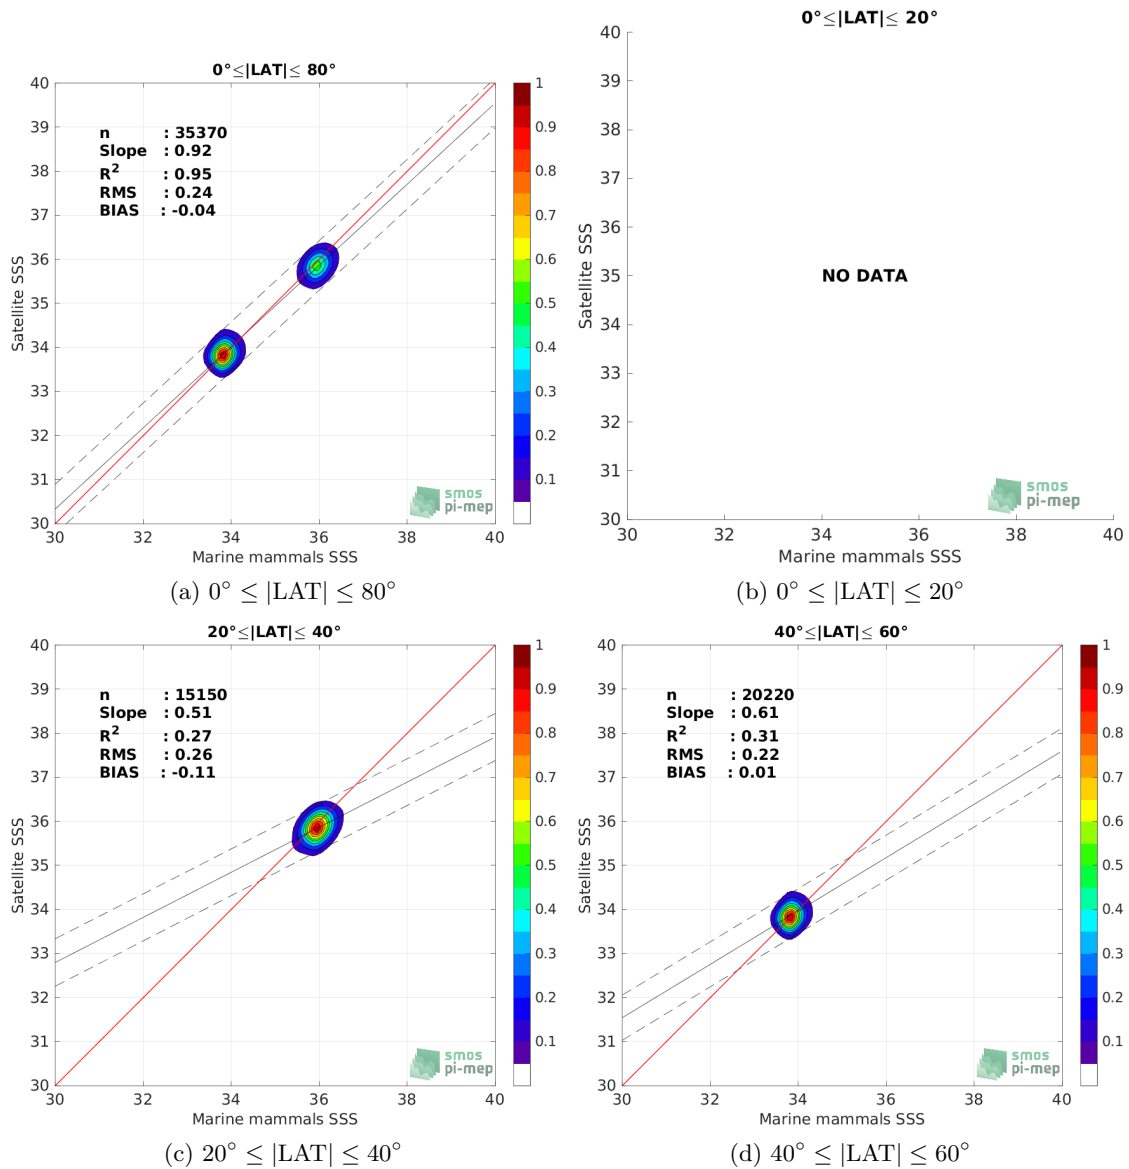 0°≤|LAT|≤ 80°
40
39
38
37
36
35
34
33
32
31
30
Satellite SSS
n : 35370
Slope : 0.92
R² : 0.95
RMS : 0.24
BIAS : -0.04
smos
pi-mep
30 32 34 36 38 40
Marine mammals SSS
1
0.9
0.8
0.7
0.6
0.5
0.4
0.3
0.2
0.1
(a) 0° ≤ |LAT| ≤ 80°
0°≤|LAT|≤ 20°
40
39
38
37
36
35
34
33
32
31
30
Satellite SSS
NO DATA
smos
pi-mep
30 32 34 36 38 40
Marine mammals SSS
(b) 0° ≤ |LAT| ≤ 20°
20°≤|LAT|≤ 40°
40
39
38
37
36
35
34
33
32
31
30
Satellite SSS
n : 15150
Slope : 0.51
R² : 0.27
RMS : 0.26
BIAS : -0.11
smos
pi-mep
30 32 34 36 38 40
Marine mammals SSS
1
0.9
0.8
0.7
0.6
0.5
0.4
0.3
0.2
0.1
(c) 20° ≤ |LAT| ≤ 40°
40°≤|LAT|≤ 60°
40
39
38
37
36
35
34
33
32
31
30
Satellite SSS
n : 20220
Slope : 0.61
R² : 0.31
RMS : 0.22
BIAS : 0.01
smos
pi-mep
30 32 34 36 38 40
Marine mammals SSS
1
0.9
0.8
0.7
0.6
0.5
0.4
0.3
0.2
0.1
(d) 40° ≤ |LAT| ≤ 60°